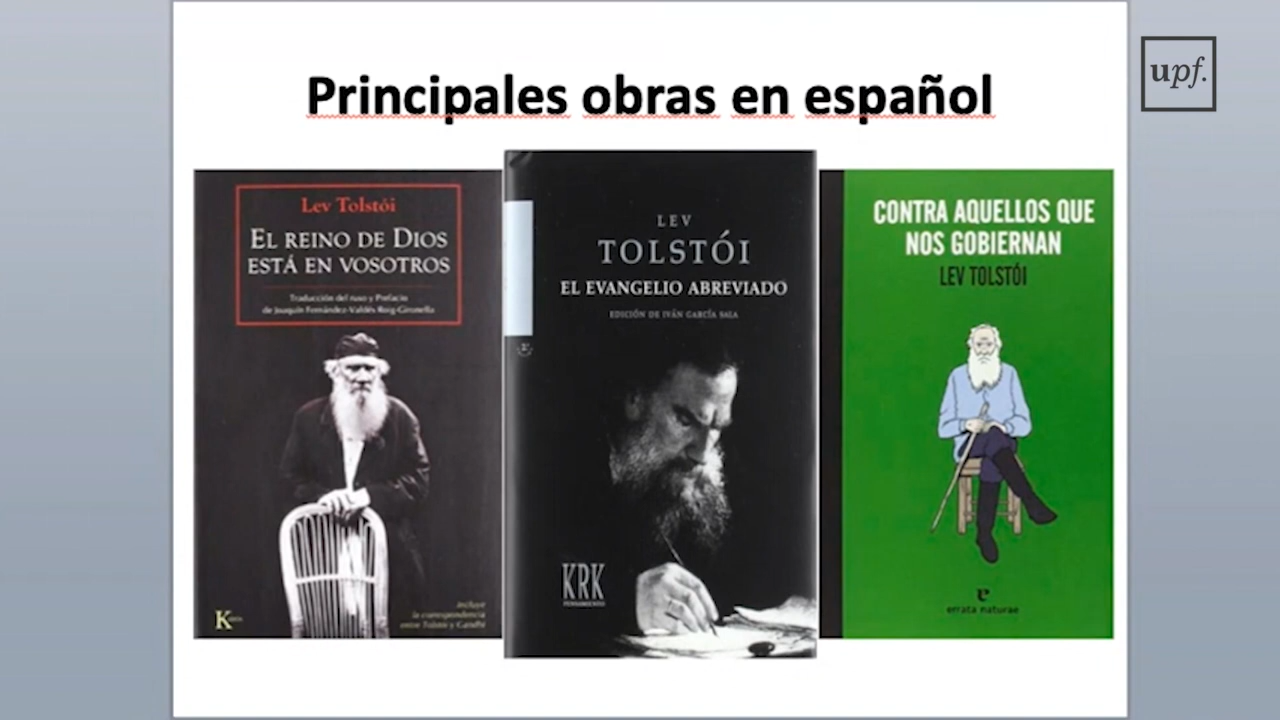 Principales obras en español
upf.
Lev Tolstói
EL REINO DE DIOS
ESTÁ EN VOSOTROS
Traducción del ruso y Prefacio
de Joaquín Fernández-Valdés Roig-Gironella
K
incluye
la correspondencia
entre Tolstói y Gandhi
LEV
TOLSTÓI
EL EVANGELIO ABREVIADO
EDICIÓN DE IVÁN GARCÍA SALA
KRK
PENSAMIENTO
CONTRA AQUELLOS QUE
NOS GOBIERNAN
LEV TOLSTÓI
errata naturae